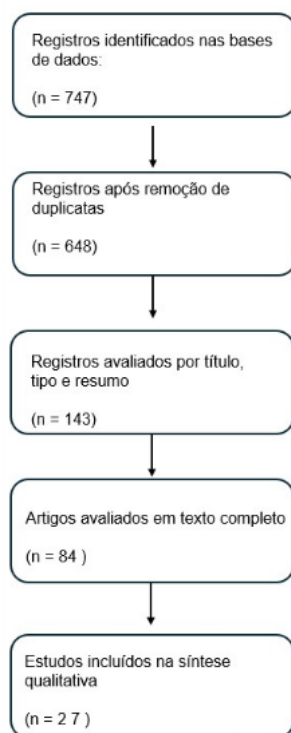 Registros identificados nas bases
de dados:
(n = 747)
Registros após remoção de
duplicatas
(n = 648)
Registros avaliados por título,
tipo e resumo
(n = 143)
Artigos avaliados em texto completo
(n = 84 )
Estudos incluídos na síntese
qualitativa
(n = 2 7 )